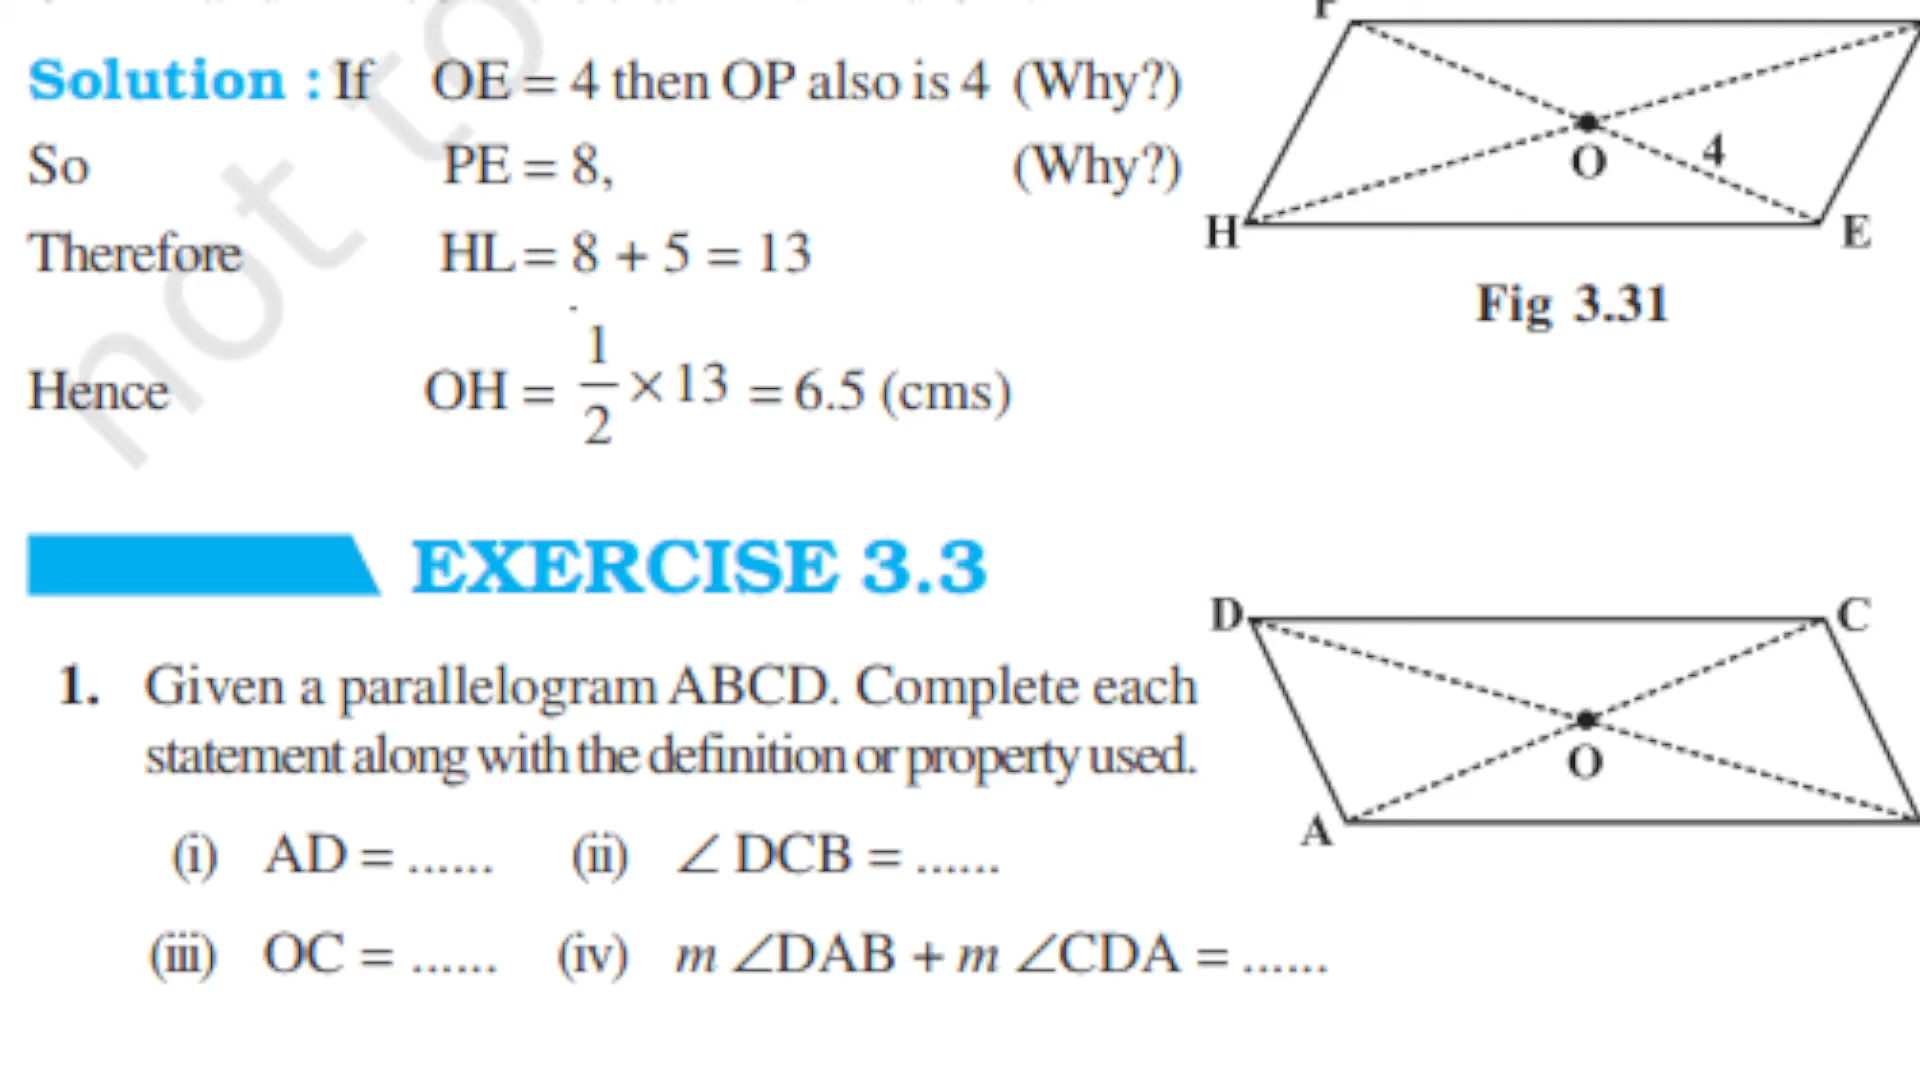 Solution : If OE = 4 then OP also is 4 (Why?)
So PE = 8, (Why?)
Therefore HL = 8 + 5 = 13
Hence OH = 1/2 × 13 = 6.5 (cms)
4
O
H
E
Fig 3.31
EXERCISE 3.3
1. Given a parallelogram ABCD. Complete each
statement along with the definition or property used.
(i) AD = ...... (ii) ∠ DCB = ......
(iii) OC = ...... (iv) m ∠DAB + m ∠CDA = ......
D
C
O
A
not to